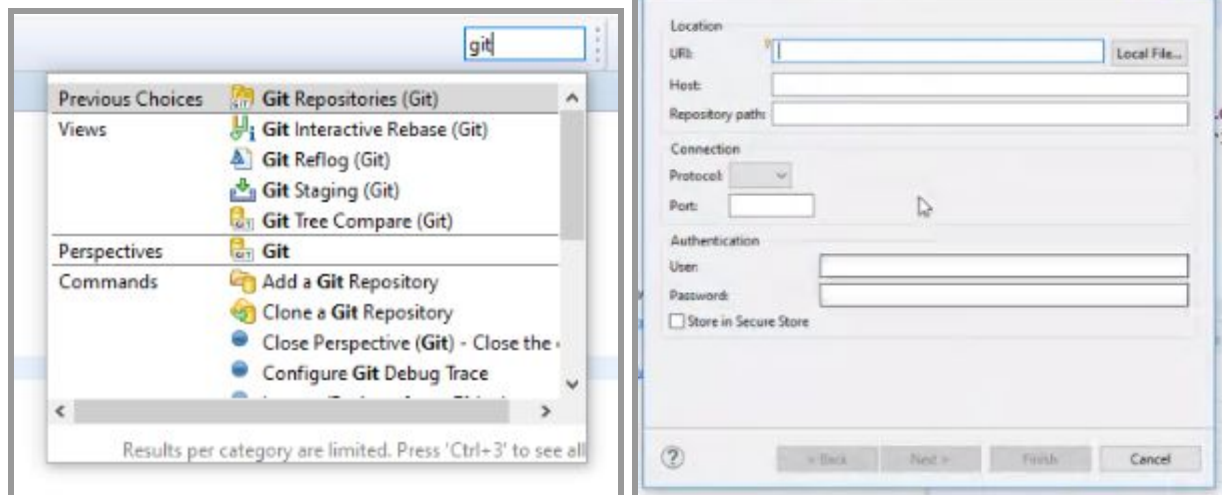 git
Previous Choices Git Repositories (Git)
Views Git Interactive Rebase (Git)
Git Reflog (Git)
Git Staging (Git)
Git Tree Compare (Git)
Perspectives Git
Commands Add a Git Repository
Clone a Git Repository
Close Perspective (Git) - Close the
Configure Git Debug Trace
Results per category are limited. Press 'Ctrl+3' to see all
Location
URI:
Local File...
Host:
Repository path:
Connection
Protocol:
Port:
Authentication
User:
Password:
Store in Secure Store
< Back Next > Finish Cancel